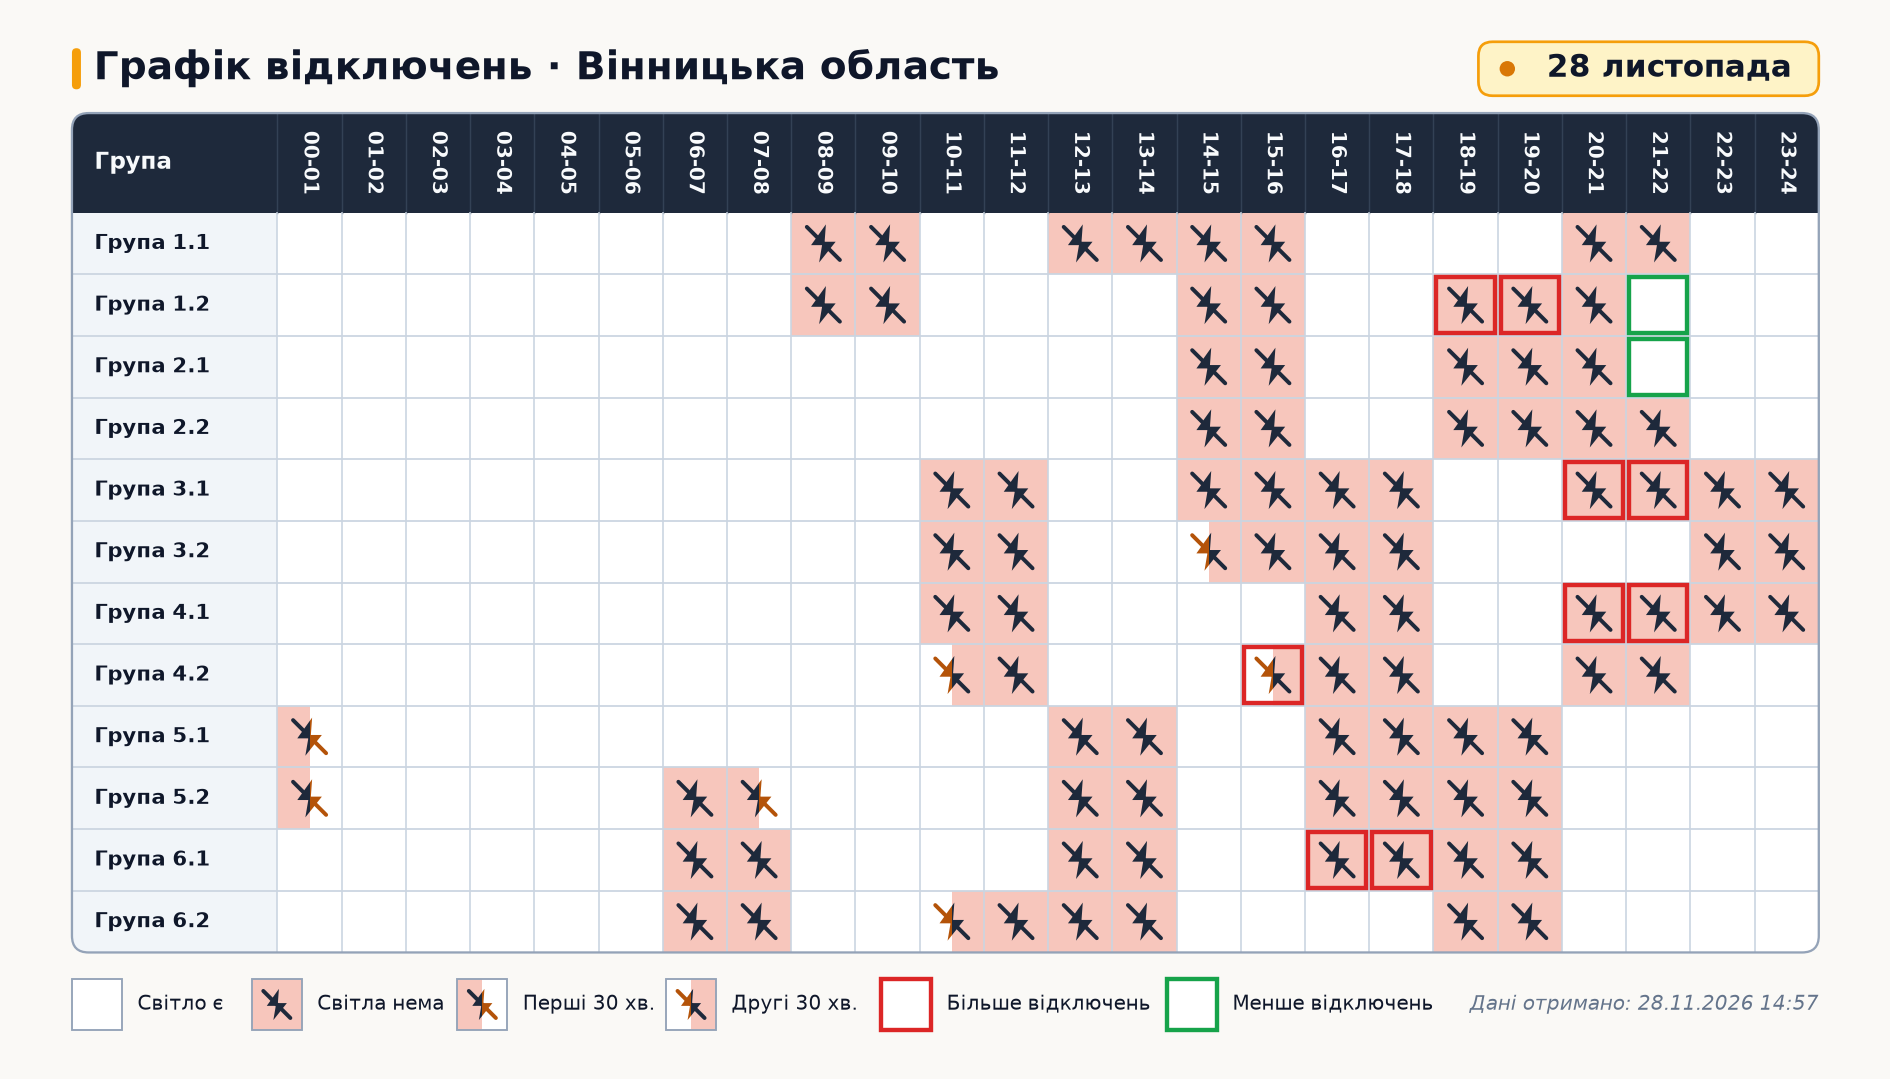 Графік відключень · Вінницька область
28 листопада
Група 00-01 01-02 02-03 03-04 04-05 05-06 06-07 07-08 08-09 09-10 10-11 11-12 12-13 13-14 14-15 15-16 16-17 17-18 18-19 19-20 20-21 21-22 22-23 23-24
Група 1.1
Група 1.2
Група 2.1
Група 2.2
Група 3.1
Група 3.2
Група 4.1
Група 4.2
Група 5.1
Група 5.2
Група 6.1
Група 6.2
Світло є Світла нема Перші 30 хв. Другі 30 хв. Більше відключень Менше відключень Дані отримано: 28.11.2026 14:57